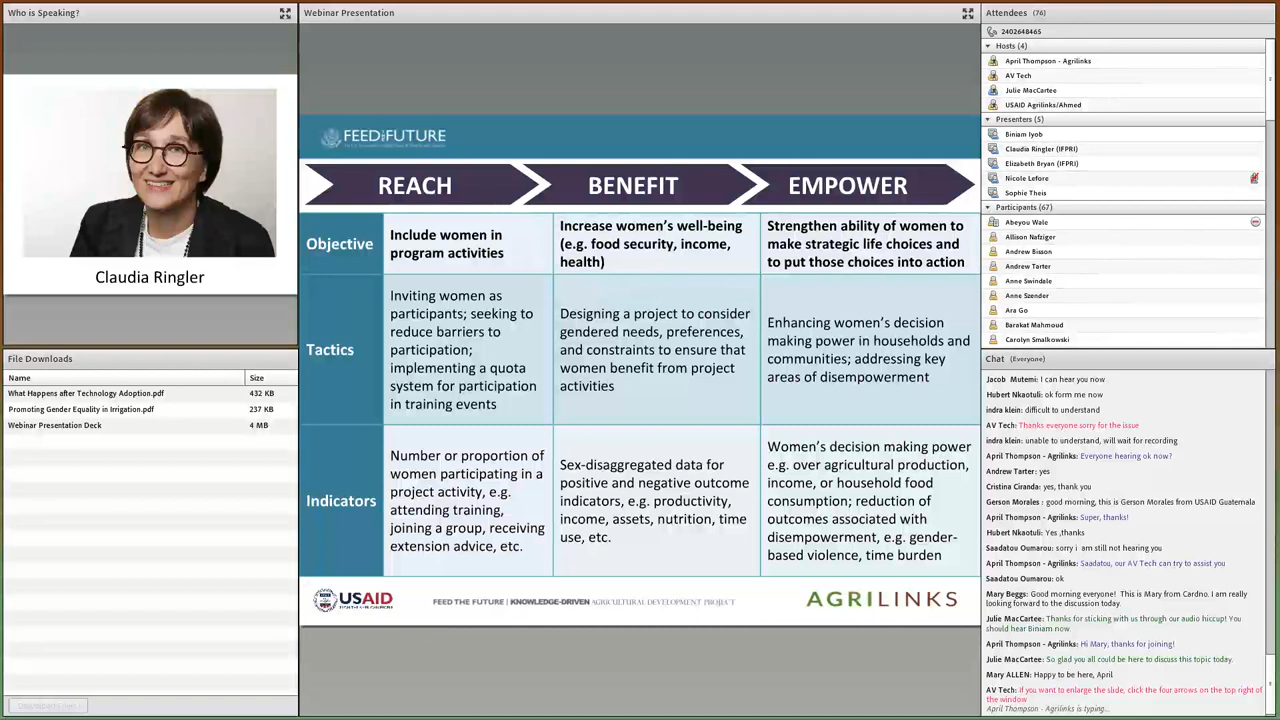 Who is Speaking?
Claudia Ringler
File Downloads
Name Size
What Happens after Technology Adoption.pdf 432 KB
Promoting Gender Equality in Irrigation.pdf 237 KB
Webinar Presentation Deck 4 MB
Webinar Presentation
FEED THE FUTURE
REACH BENEFIT EMPOWER
Objective
Include women in
program activities
Increase women's well-being
(e.g. food security, income,
health)
Strengthen ability of women to
make strategic life choices and
to put those choices into action
Tactics
Inviting women as
participants; seeking to
reduce barriers to
participation;
implementing a quota
system for participation
in training events
Designing a project to consider
gendered needs, preferences,
and constraints to ensure that
women benefit from project
activities
Enhancing women's decision
making power in households and
communities; addressing key
areas of disempowerment
Indicators
Number or proportion of
women participating in a
project activity, e.g.
attending training,
joining a group, receiving
extension advice, etc.
Sex-disaggregated data for
positive and negative outcome
indicators, e.g. productivity,
income, assets, nutrition, time
use, etc.
Women's decision making power
e.g. over agricultural production,
income, or household food
consumption; reduction of
outcomes associated with
disempowerment, e.g. gender-
based violence, time burden
USAID
FEED THE FUTURE | KNOWLEDGE-DRIVEN AGRICULTURAL DEVELOPMENT PROJECT
AGRILINKS
Attendees (76)
2402648465
Hosts (4)
April Thompson - Agrilinks
AV Tech
Julie MacCartee
USAID Agrilinks/Ahmed
Presenters (5)
Biniam Iyob
Claudia Ringler (IFPRI)
Elizabeth Bryan (IFPRI)
Nicole Lefore
Sophie Theis
Participants (67)
Abeyou Wale
Allison Nafziger
Andrew Bisson
Andrew Tarter
Anne Swindale
Anne Szender
Ara Go
Barakat Mahmoud
Carolyn Smalkowski
Chat (Everyone)
Jacob Mutemi: I can hear you now
Hubert Nkaotuli: ok form me now
indra klein: difficult to understand
AV Tech: Thanks everyone sorry for the issue
indra klein: unable to understand, will wait for recording
April Thompson - Agrilinks: Everyone hearing ok now?
Andrew Tarter: yes
Cristina Ciranda: yes, thank you
Gerson Morales : good morning, this is Gerson Morales from USAID Guatemala
April Thompson - Agrilinks: Super, thanks!
Hubert Nkaotuli: Yes ,thanks
Saadatou Oumarou: sorry i am still not hearing you
April Thompson - Agrilinks: Saadatou, our AV Tech can try to assist you
Saadatou Oumarou: ok
Mary Beggs: Good morning everyone! This is Mary from Cardno. I am really
looking forward to the discussion today.
Julie MacCartee: Thanks for sticking with us through our audio hiccup! You
should hear Biniam now.
April Thompson - Agrilinks: Hi Mary, thanks for joining!
Julie MacCartee: So glad you all could be here to discuss this topic today.
Mary ALLEN: Happy to be here, April
AV Tech: If you want to enlarge the slide, click the four arrows on the top right of
the window
April Thompson - Agrilinks is typing...